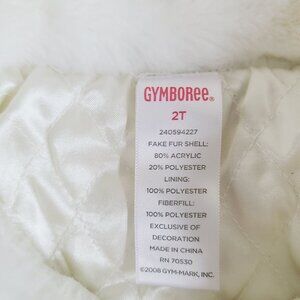 GYMBOREE®
2T
240594227
FAKE FUR SHELL:
80% ACRYLIC
20% POLYESTER
LINING:
100% POLYESTER
FIBERFILL:
100% POLYESTER
EXCLUSIVE OF
DECORATION
MADE IN CHINA
RN 70530
©2008 GYM-MARK, INC.